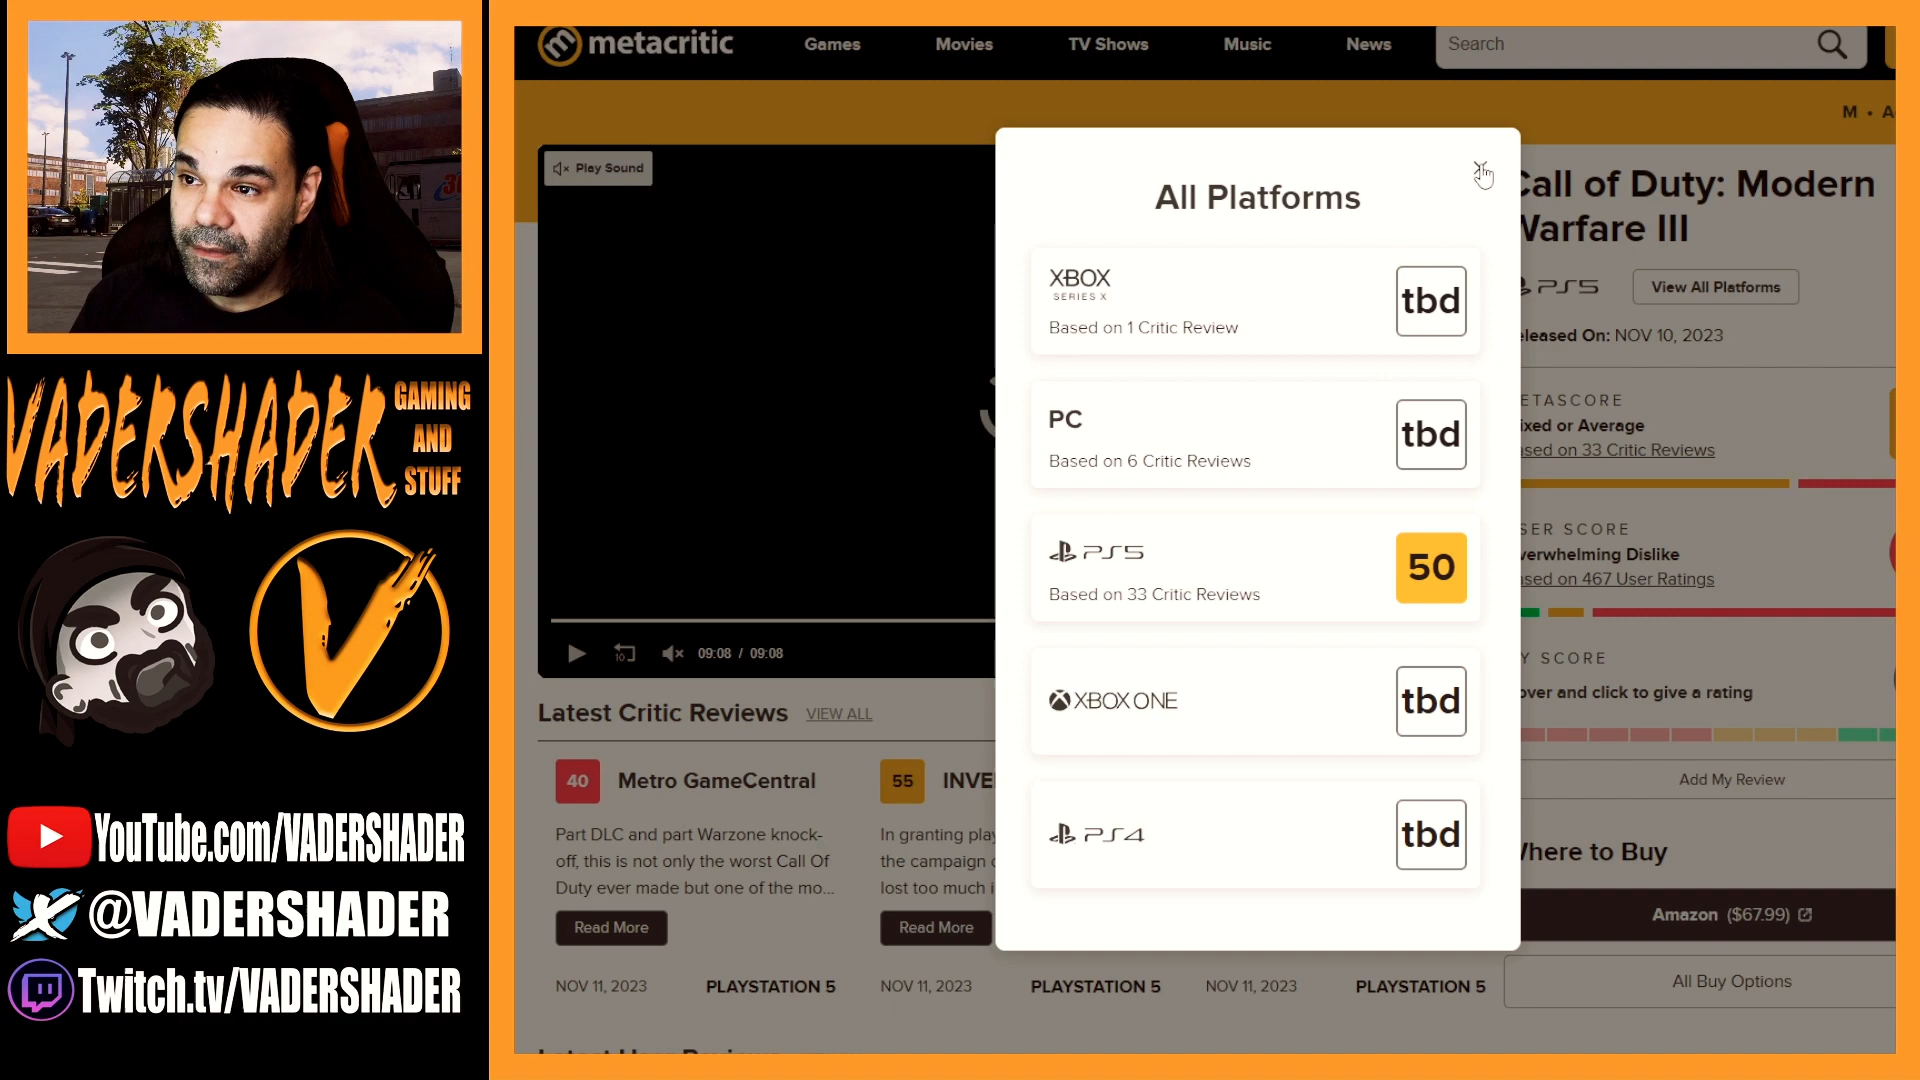 VADERSHADER
GAMING
AND
STUFF
YouTube.com/VADERSHADER
@VADERSHADER
Twitch.tv/VADERSHADER
metacritic
Games
Movies
TV Shows
Music
News
Search
M • A
Play Sound
10
09:08 / 09:08
All Platforms
XBOX
SERIES X
Based on 1 Critic Review
tbd
PC
Based on 6 Critic Reviews
tbd
PS5
Based on 33 Critic Reviews
50
XBOX ONE
tbd
PS4
tbd
Call of Duty: Modern
Warfare III
PS5
View All Platforms
eleased On: NOV 10, 2023
ETASCORE
ixed or Average
ased on 33 Critic Reviews
SER SCORE
verwhelming Dislike
ased on 467 User Ratings
Y SCORE
over and click to give a rating
Add My Review
Where to Buy
Amazon ($67.99)
All Buy Options
Latest Critic Reviews VIEW ALL
40 Metro GameCentral
Part DLC and part Warzone knock-
off, this is not only the worst Call Of
Duty ever made but one of the mo...
Read More
NOV 11, 2023 PLAYSTATION 5
55 INVE
In granting play
the campaign
lost too much i
Read More
NOV 11, 2023 PLAYSTATION 5
NOV 11, 2023 PLAYSTATION 5